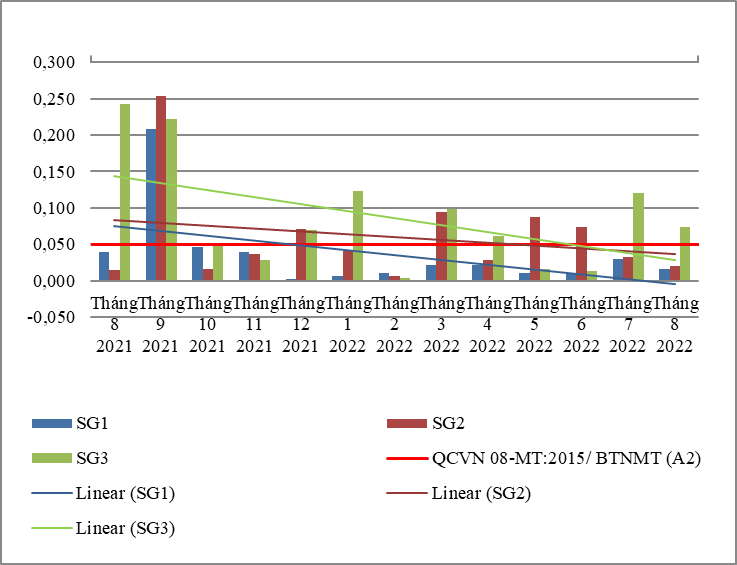 0,300
0,250
0,200
0,150
0,100
0,050
0,000
-0,050
Tháng Tháng Tháng Tháng Tháng Tháng Tháng Tháng Tháng Tháng Tháng Tháng Tháng
8 9 10 11 12 1 2 3 4 5 6 7 8
2021 2021 2021 2021 2021 2022 2022 2022 2022 2022 2022 2022 2022
SG1 SG2
SG3 QCVN 08-MT:2015/ BTNMT (A2)
Linear (SG1) Linear (SG2)
Linear (SG3)